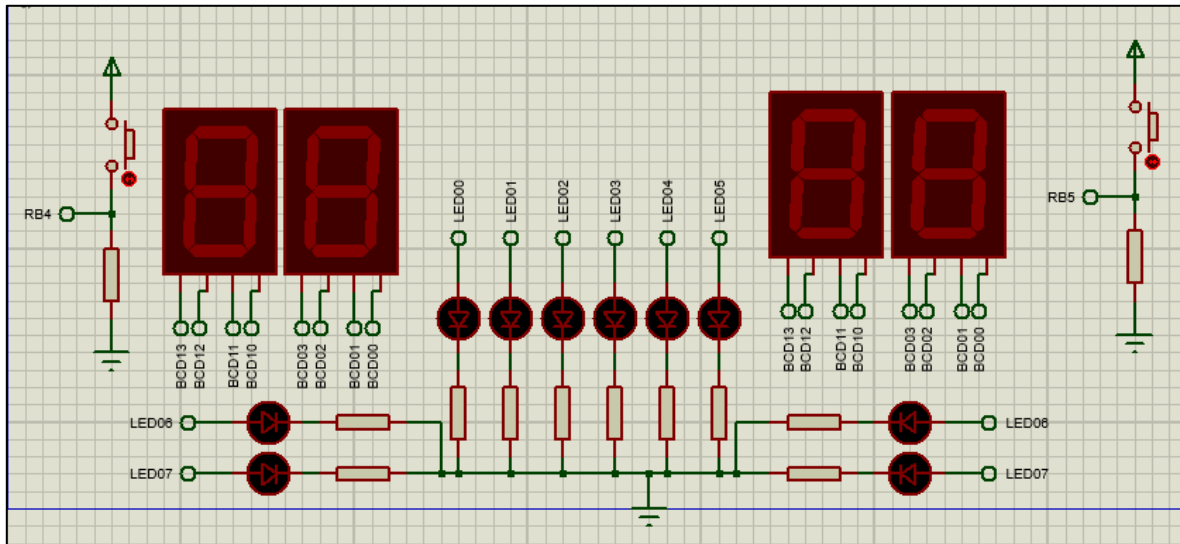 LED00
LED01
LED02
LED03
LED04
LED05
RB4
RB5
BCD13
BCD12
BCD11
BCD10
BCD03
BCD02
BCD01
BCD00
BCD13
BCD12
BCD11
BCD10
BCD03
BCD02
BCD01
BCD00
LED06
LED06
LED07
LED07